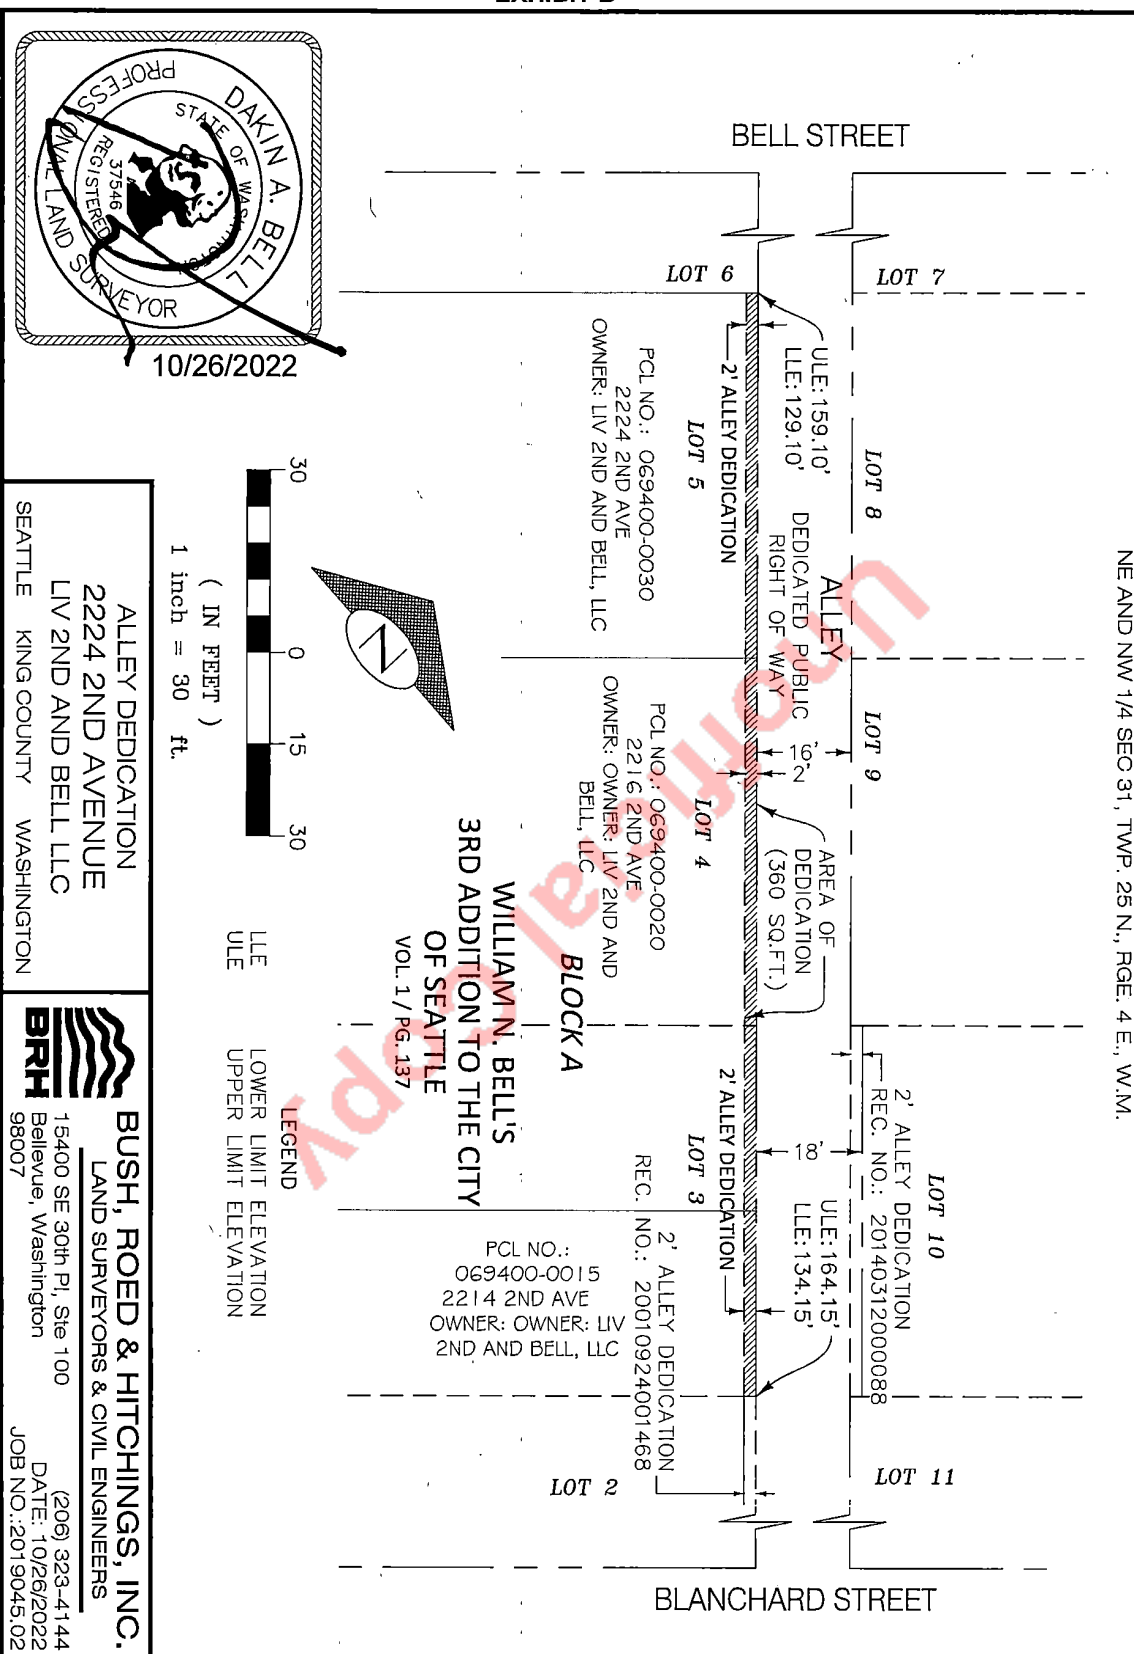 NE AND NW 1/4 SEC 31, TWP. 25 N., RGE. 4 E., W.M.
BELL STREET
LOT 6
LOT 7
ULE: 159.10'
LLE: 129.10'
2' ALLEY DEDICATION
LOT 5
PCL NO.: 069400-0030
2224 2ND AVE
OWNER: LIV 2ND AND BELL, LLC
LOT 8
ALLEY
DEDICATED PUBLIC
RIGHT OF WAY
LOT 9
16'
2'
LOT 4
PCL NO.: 069400-0020
2216 2ND AVE
OWNER: OWNER: LIV 2ND AND
BELL, LLC
AREA OF
DEDICATION
(360 SQ.FT.)
BLOCK A
WILLIAM N. BELL'S
3RD ADDITION TO THE CITY
OF SEATTLE
VOL. 1 / PG. 137
2' ALLEY DEDICATION
REC. NO.: 20140312000088
LOT 10
18'
2' ALLEY DEDICATION
LOT 3
ULE: 164.15'
LLE: 134.15'
PCL NO.:
069400-0015
2214 2ND AVE
OWNER: OWNER: LIV
2ND AND BELL, LLC
2' ALLEY DEDICATION
REC. NO.: 20010924001468
LOT 2
LOT 11
BLANCHARD STREET
Unofficial Copy
N
30 0 15 30
( IN FEET )
1 inch = 30 ft.
LEGEND
LLE LOWER LIMIT ELEVATION
ULE UPPER LIMIT ELEVATION
DAKIN A. BELL
STATE OF WASHINGTON
37546
REGISTERED
PROFESSIONAL LAND SURVEYOR
10/26/2022
ALLEY DEDICATION
2224 2ND AVENUE
LIV 2ND AND BELL LLC
SEATTLE KING COUNTY WASHINGTON
BRH
BUSH, ROED & HITCHINGS, INC.
LAND SURVEYORS & CIVIL ENGINEERS
15400 SE 30th Pl, Ste 100
Bellevue, Washington
98007
(206) 323-4144
DATE: 10/26/2022
JOB NO.:2019045.02